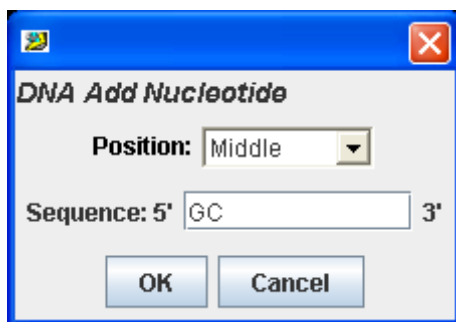 DNA Add Nucleotide
Position: Middle
Sequence: 5' GC 3'
OK Cancel